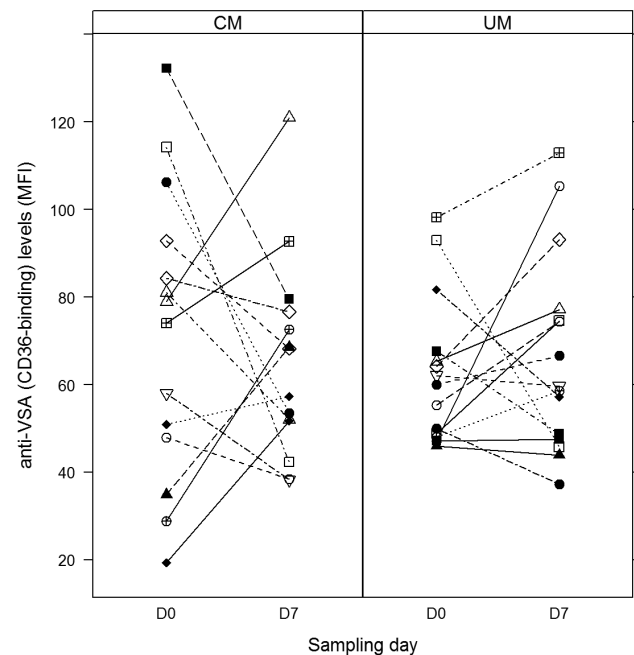 CM UM
anti-VSA (CD36-binding) levels (MFI)
120
100
80
60
40
20
D0 D7 D0 D7
Sampling day